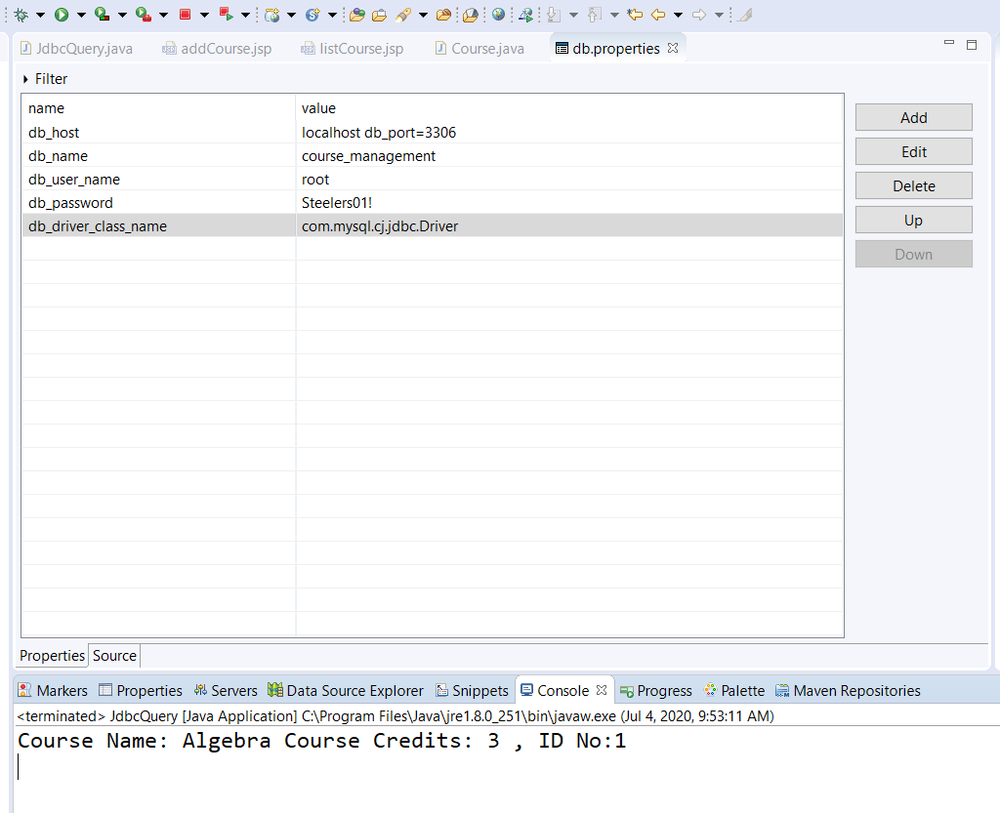 JdbcQuery.java addCourse.jsp listCourse.jsp Course.java db.properties
Filter
name value
db_host localhost db_port=3306
db_name course_management
db_user_name root
db_password Steelers01!
db_driver_class_name com.mysql.cj.jdbc.Driver
Add
Edit
Delete
Up
Down
Properties Source
Markers Properties Servers Data Source Explorer Snippets Console Progress Palette Maven Repositories
<terminated> JdbcQuery [Java Application] C:\Program Files\Java\jre1.8.0_251\bin\javaw.exe (Jul 4, 2020, 9:53:11 AM)
Course Name: Algebra Course Credits: 3 , ID No:1